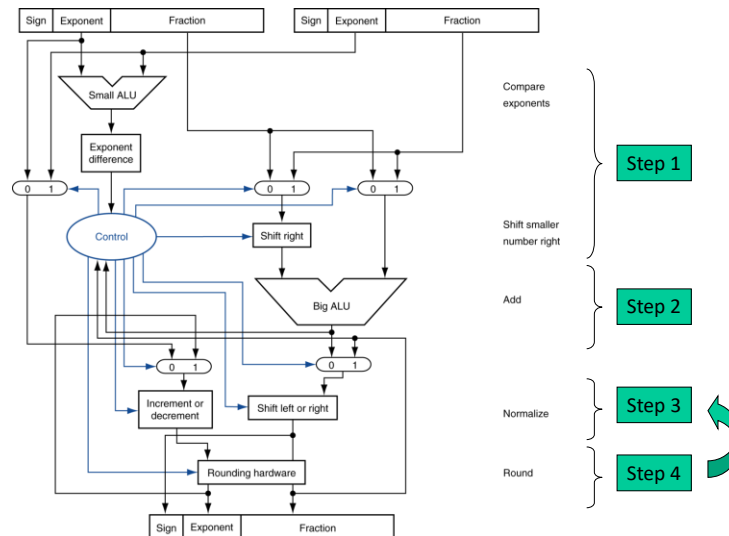 Sign Exponent Fraction Sign Exponent Fraction
Small ALU
Compare
exponents
Exponent
difference
Step 1
0 1 0 1 0 1
Control
Shift right
Shift smaller
number right
Big ALU
Add
Step 2
0 1 0 1
Increment or
decrement
Shift left or right
Normalize
Step 3
Rounding hardware
Round
Step 4
Sign Exponent Fraction